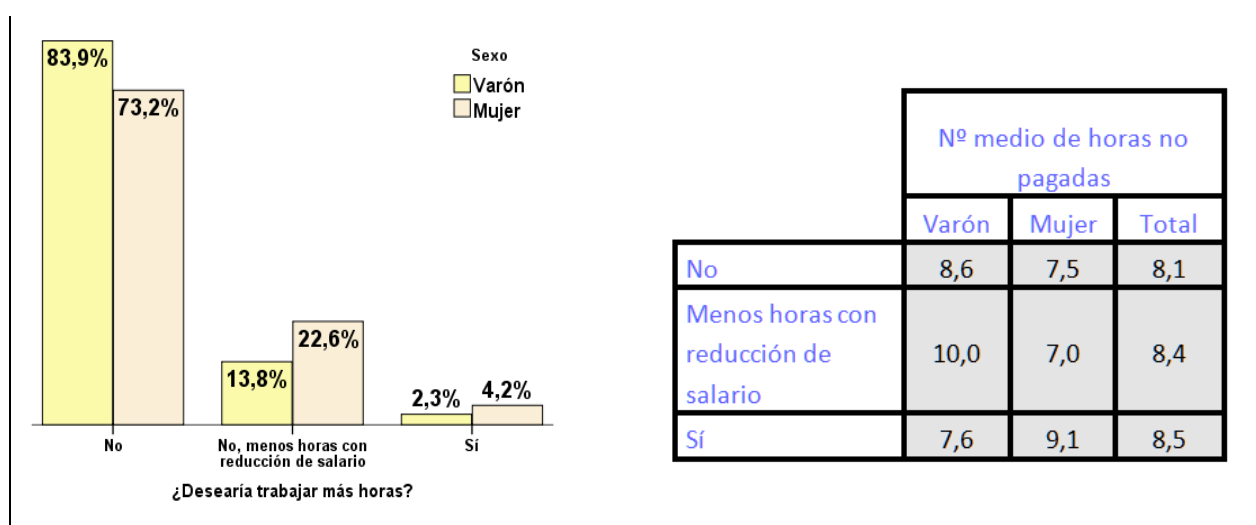 83,9%
73,2%
Sexo
Varón
Mujer
13,8%
22,6%
2,3%
4,2%
No
No, menos horas con
reducción de salario
Sí
¿Desearía trabajar más horas?
Nº medio de horas no
pagadas
Varón Mujer Total
No 8,6 7,5 8,1
Menos horas con
reducción de
salario
10,0 7,0 8,4
Sí 7,6 9,1 8,5